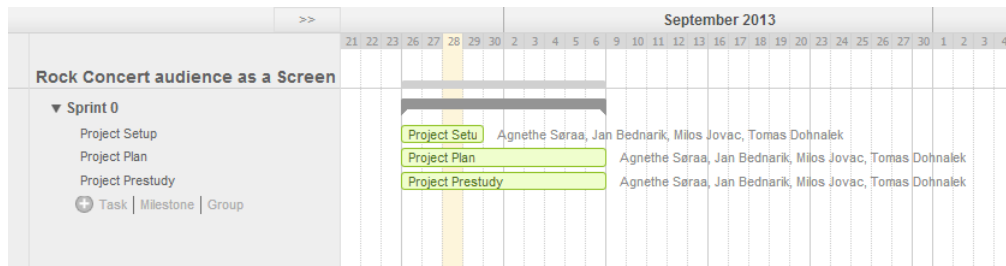 >> September 2013
21 22 23 26 27 28 29 30 2 3 4 5 6 9 10 11 12 13 16 17 18 19 20 23 24 25 26 27 30 1 2 3 4
Rock Concert audience as a Screen
▼ Sprint 0
Project Setup Project Setu Agnethe Søraa, Jan Bednarik, Milos Jovac, Tomas Dohnalek
Project Plan Project Plan Agnethe Søraa, Jan Bednarik, Milos Jovac, Tomas Dohnalek
Project Prestudy Project Prestudy Agnethe Søraa, Jan Bednarik, Milos Jovac, Tomas Dohnalek
Task | Milestone | Group